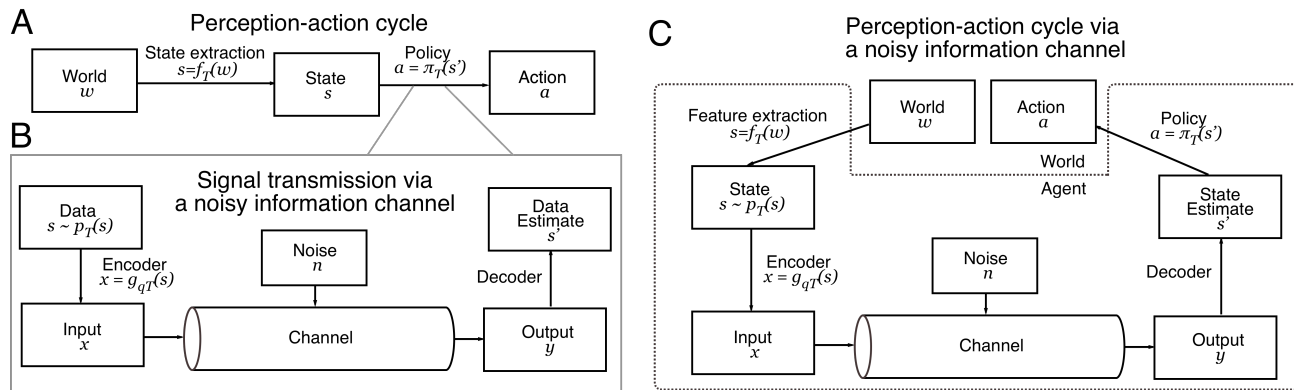 A
Perception-action cycle
World
w
State extraction
s=f_T(w)
State
s
Policy
a = π_T(s')
Action
a
B
Signal transmission via
a noisy information channel
Data
s ~ p_T(s)
Encoder
x = g_qT(s)
Input
x
Noise
n
Channel
Output
y
Decoder
Data
Estimate
s'
C
Perception-action cycle via
a noisy information channel
World
w
Action
a
Feature extraction
s=f_T(w)
Policy
a = π_T(s')
World
Agent
State
s ~ p_T(s)
Encoder
x = g_qT(s)
Input
x
Noise
n
Channel
Output
y
Decoder
State
Estimate
s'